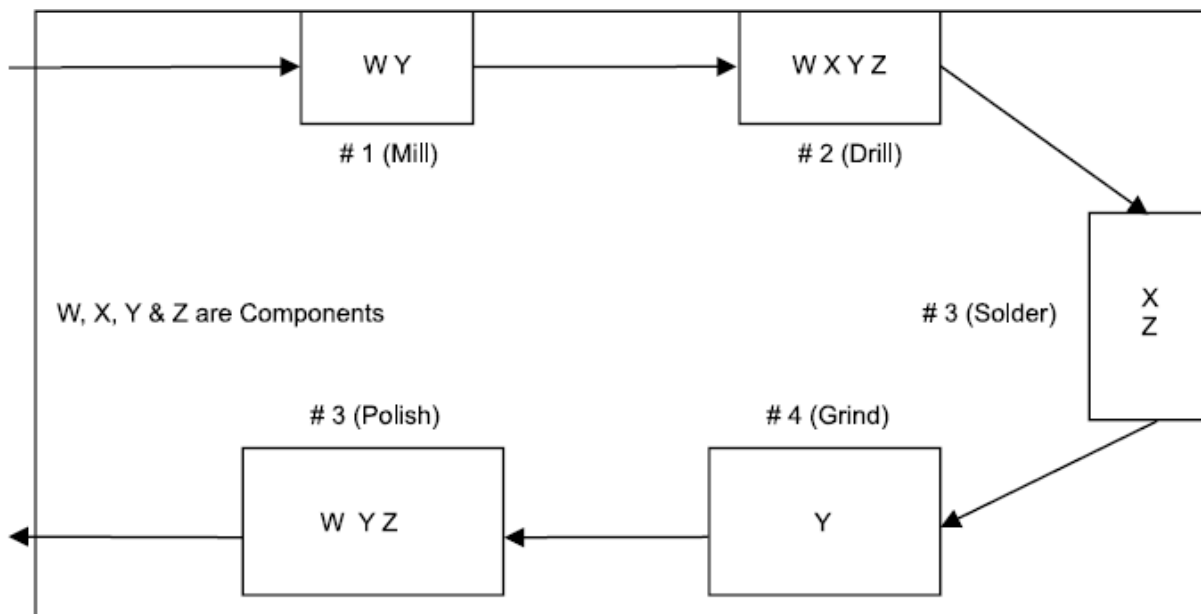 W Y
W X Y Z
# 1 (Mill)
# 2 (Drill)
W, X, Y & Z are Components
# 3 (Solder)
X
Z
# 3 (Polish)
# 4 (Grind)
W Y Z
Y